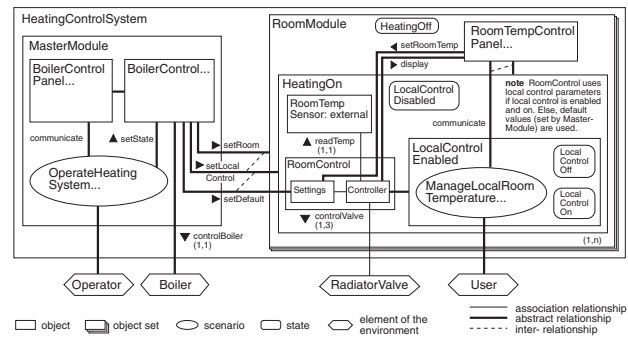 HeatingControlSystem
RoomModule
HeatingOff
RoomTempControl
Panel...
MasterModule
BoilerControl
Panel...
BoilerControl...
setRoomTemp
display
HeatingOn
RoomTemp
Sensor: external
LocalControl
Disabled
note RoomControl uses
local control parameters
if local control is enabled
and on. Else, default
values (set by Master-
Module) are used.
communicate
setState
setRoom
readTemp
(1,1)
communicate
LocalControl
Enabled
Local
Control
Off
setLocal
Control
RoomControl
Settings
Controller
OperateHeating
System...
setDefault
ManageLocalRoom
Temperature...
Local
Control
On
controlValve
(1,3)
controlBoiler
(1,1)
(1,n)
Operator
Boiler
RadiatorValve
User
object
object set
scenario
state
element of the
environment
association relationship
abstract relationship
inter- relationship